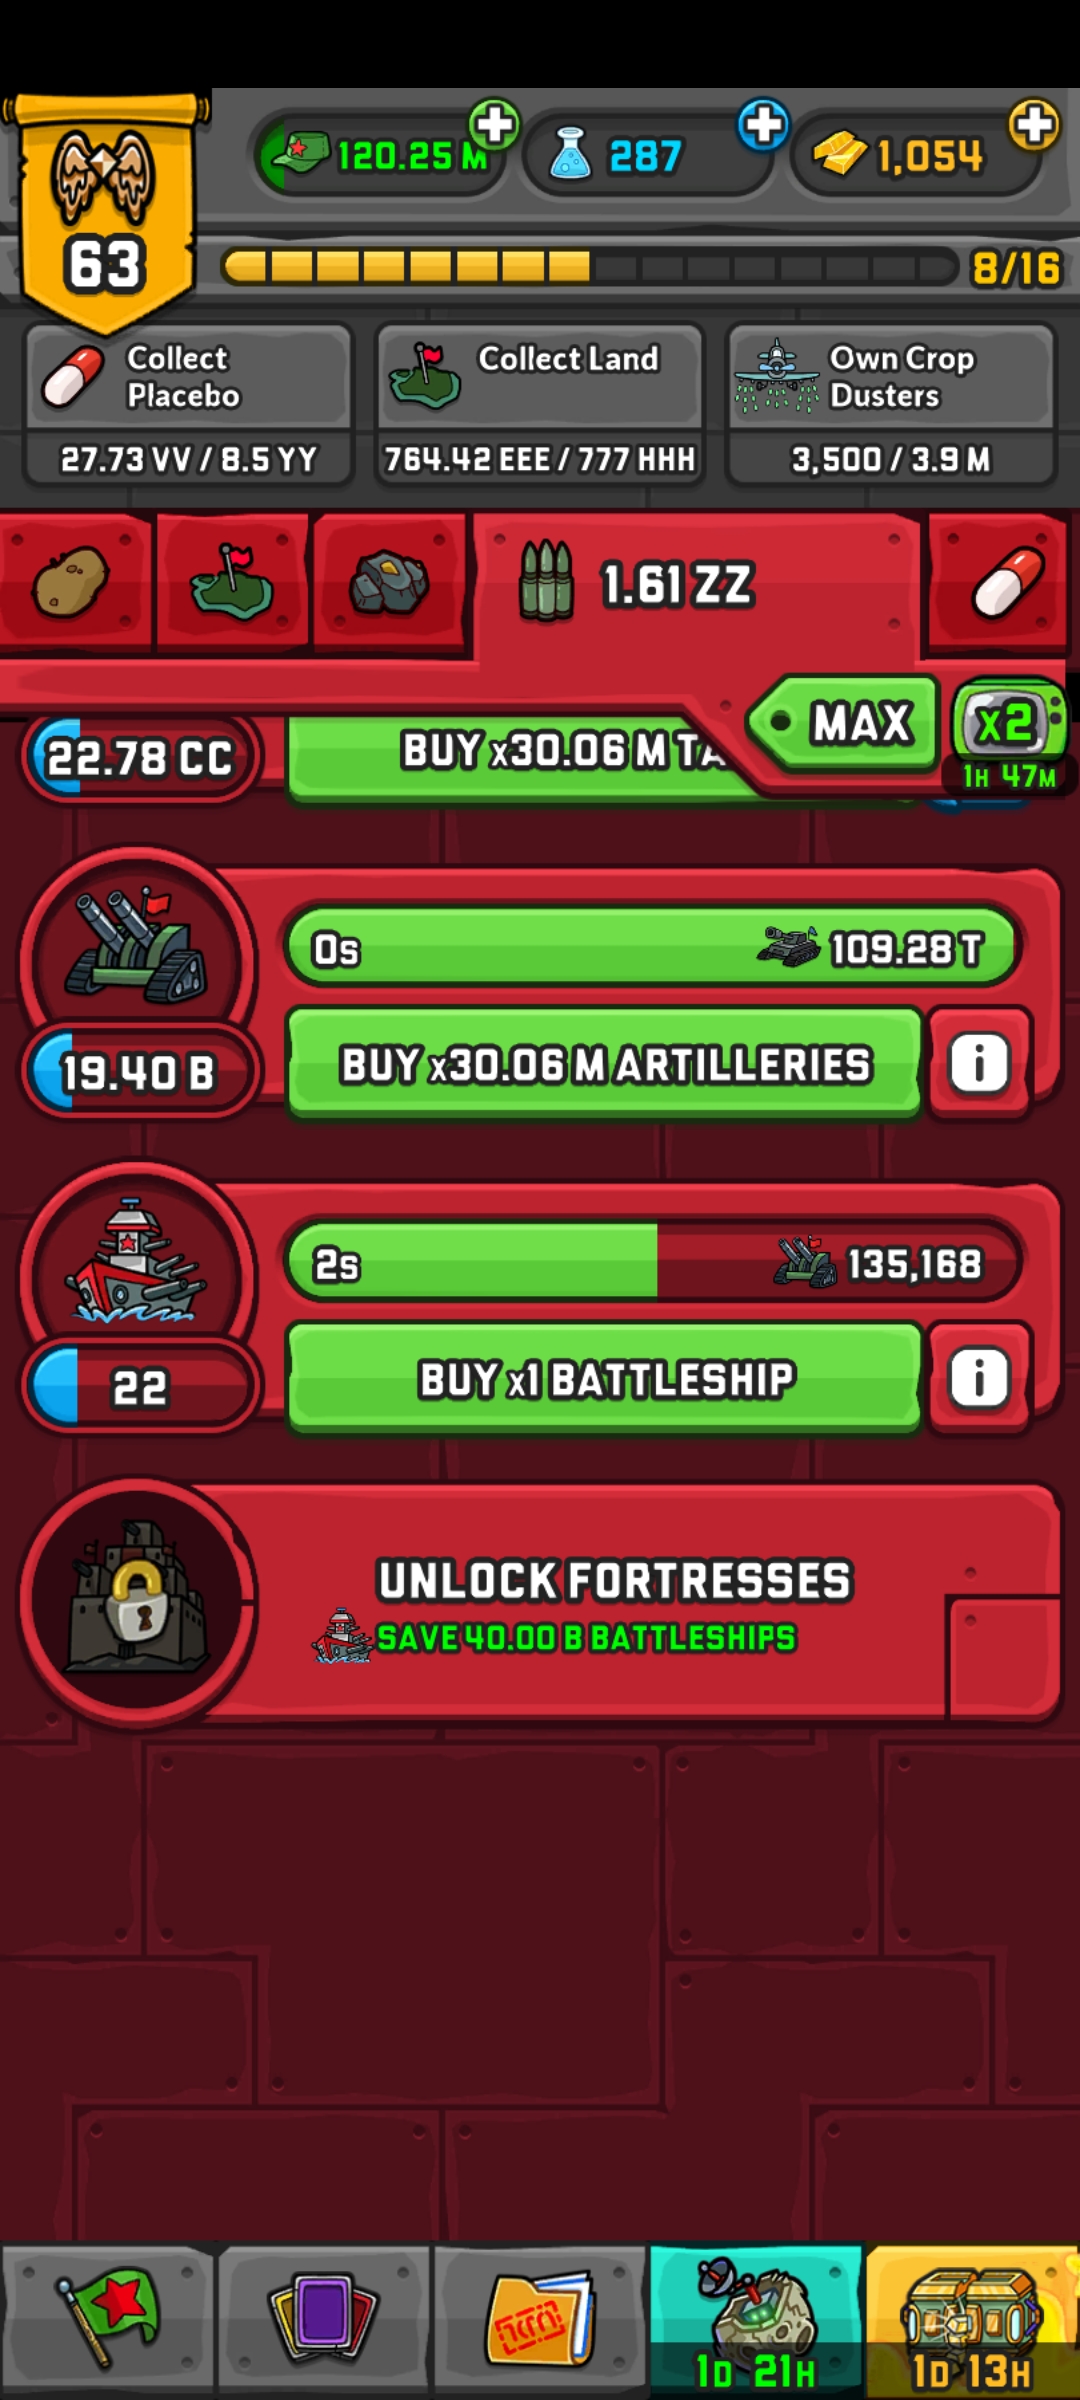 120.25 M
287
1,054
63
8/16
Collect
Placebo
Collect Land
Own Crop
Dusters
27.73 VV / 8.5 YY
764.42 EEE / 777 HHH
3,500 / 3.9 M
1.61 ZZ
MAX
x2
1H 47M
22.78 CC
BUY x30.06 M TA
0s
109.28 T
19.40 B
BUY x30.06 M ARTILLERIES
i
2s
135,168
22
BUY x1 BATTLESHIP
i
UNLOCK FORTRESSES
SAVE 40.00 B BATTLESHIPS
1D 21H
1D 13H